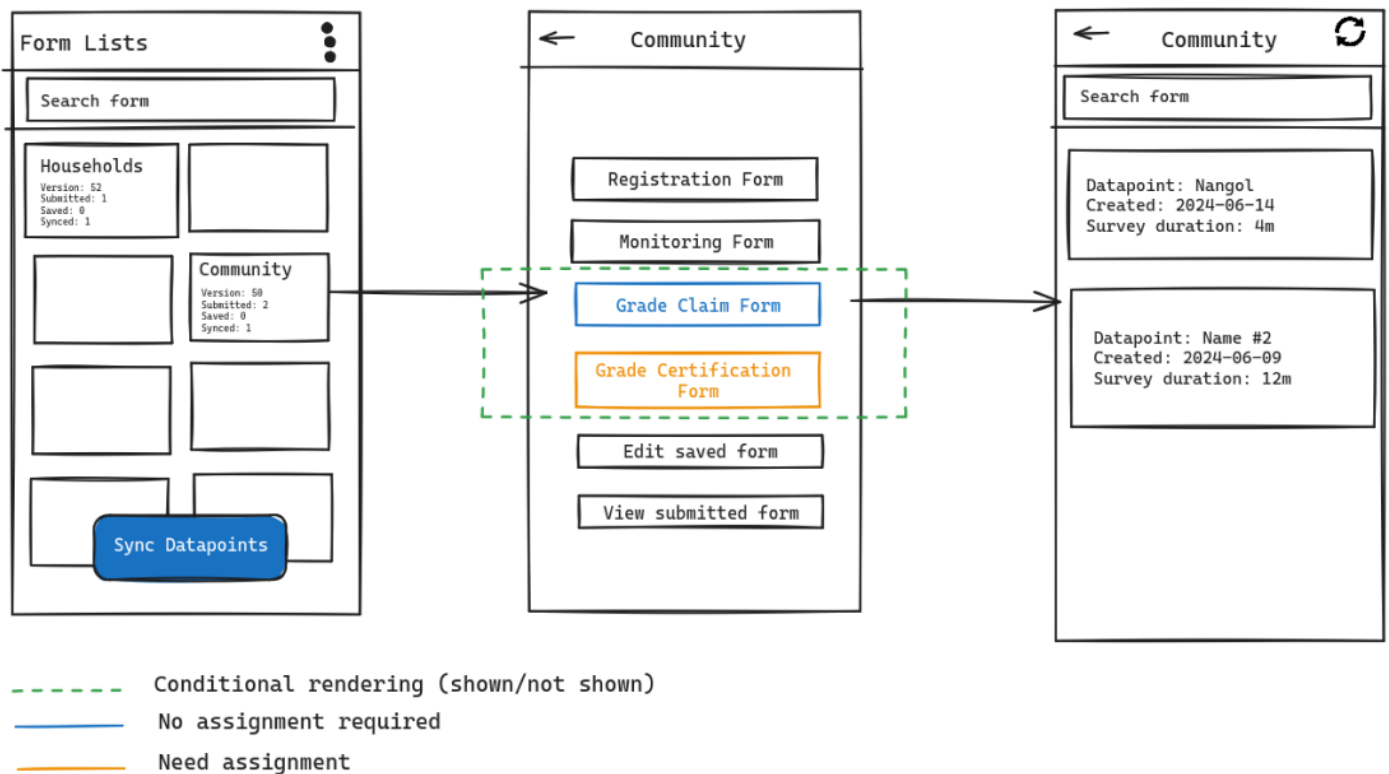 Form Lists
Search form
Households
Version: 52
Submitted: 1
Saved: 0
Synced: 1
Community
Version: 50
Submitted: 2
Saved: 0
Synced: 1
Sync Datapoints
Community
Registration Form
Monitoring Form
Grade Claim Form
Grade Certification
Form
Edit saved form
View submitted form
Community
Search form
Datapoint: Nangol
Created: 2024-06-14
Survey duration: 4m
Datapoint: Name #2
Created: 2024-06-09
Survey duration: 12m
Conditional rendering (shown/not shown)
No assignment required
Need assignment